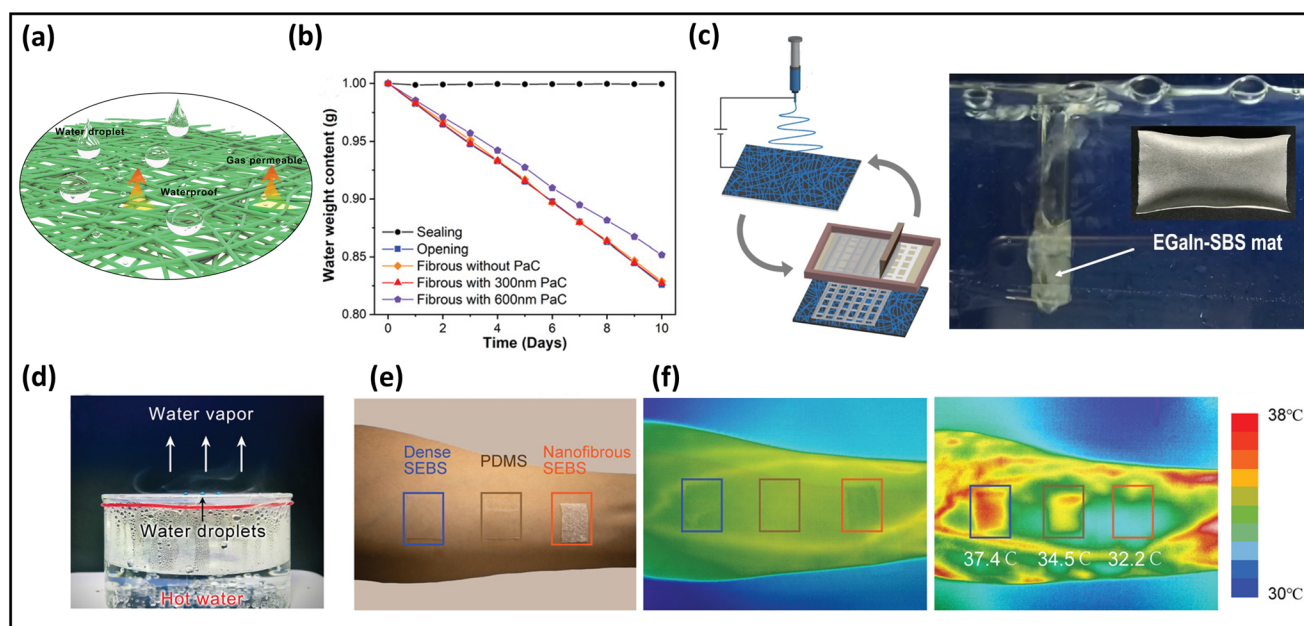 (a)
Water droplet
Gas permeable
Waterproof
(b)
Water weight content (g)
1.00
0.95
0.90
0.85
0.80
Sealing
Opening
Fibrous without PaC
Fibrous with 300nm PaC
Fibrous with 600nm PaC
0 2 4 6 8 10
Time (Days)
(c)
EGaIn-SBS mat
(d)
Water vapor
Water droplets
Hot water
(e)
Dense
SEBS
PDMS
Nanofibrous
SEBS
(f)
37.4 C 34.5 C 32.2 C
38℃
30℃